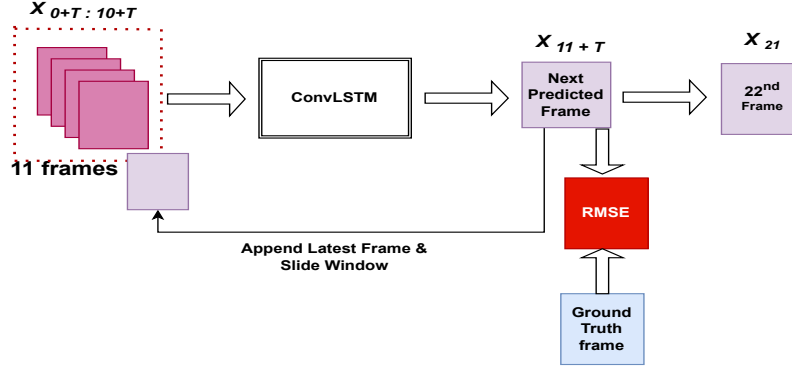 X 0+T : 10+T
X 11 + T
X 21
ConvLSTM
Next
Predicted
Frame
22nd
Frame
11 frames
RMSE
Append Latest Frame &
Slide Window
Ground
Truth
frame